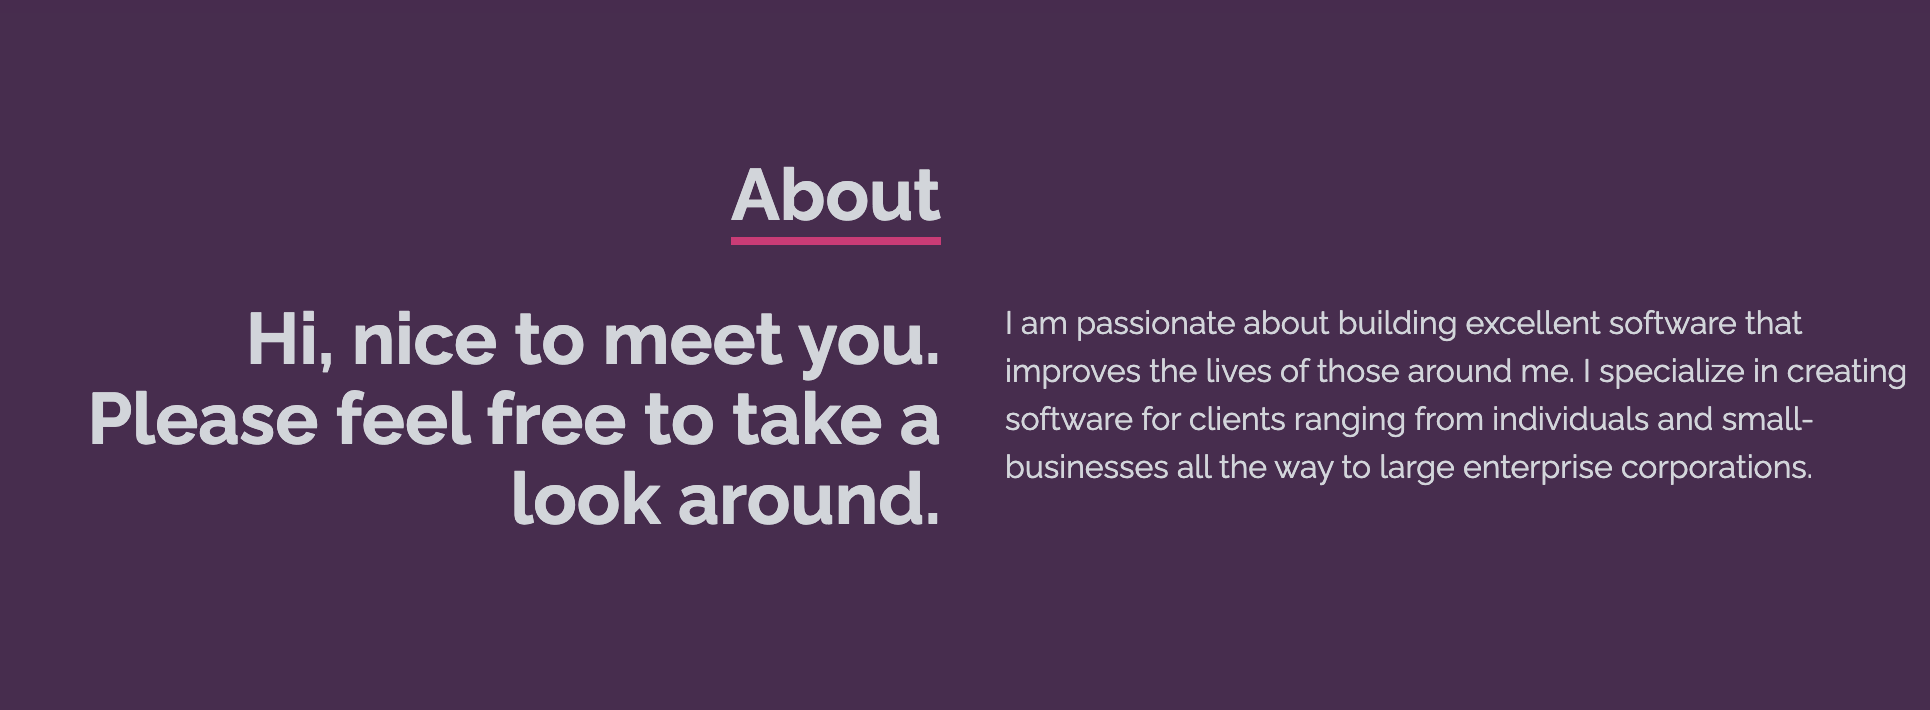 About
Hi, nice to meet you.
Please feel free to take a
look around.
I am passionate about building excellent software that
improves the lives of those around me. I specialize in creating
software for clients ranging from individuals and small-
businesses all the way to large enterprise corporations.